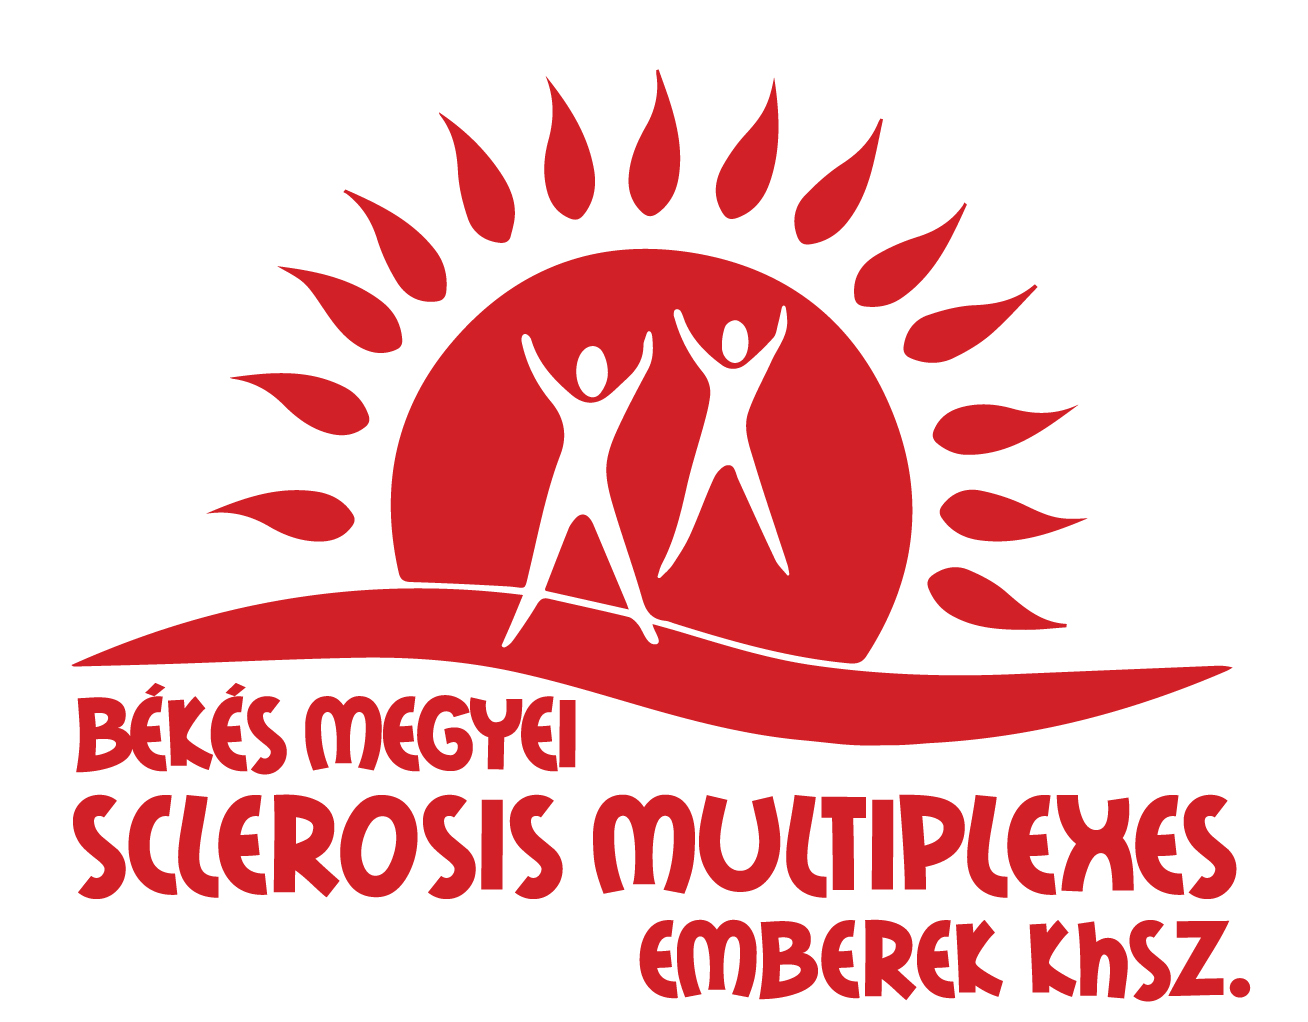 BÉKÉS MEGYEI
SCLEROSIS MULTIPLEXES
EMBEREK KhSZ.